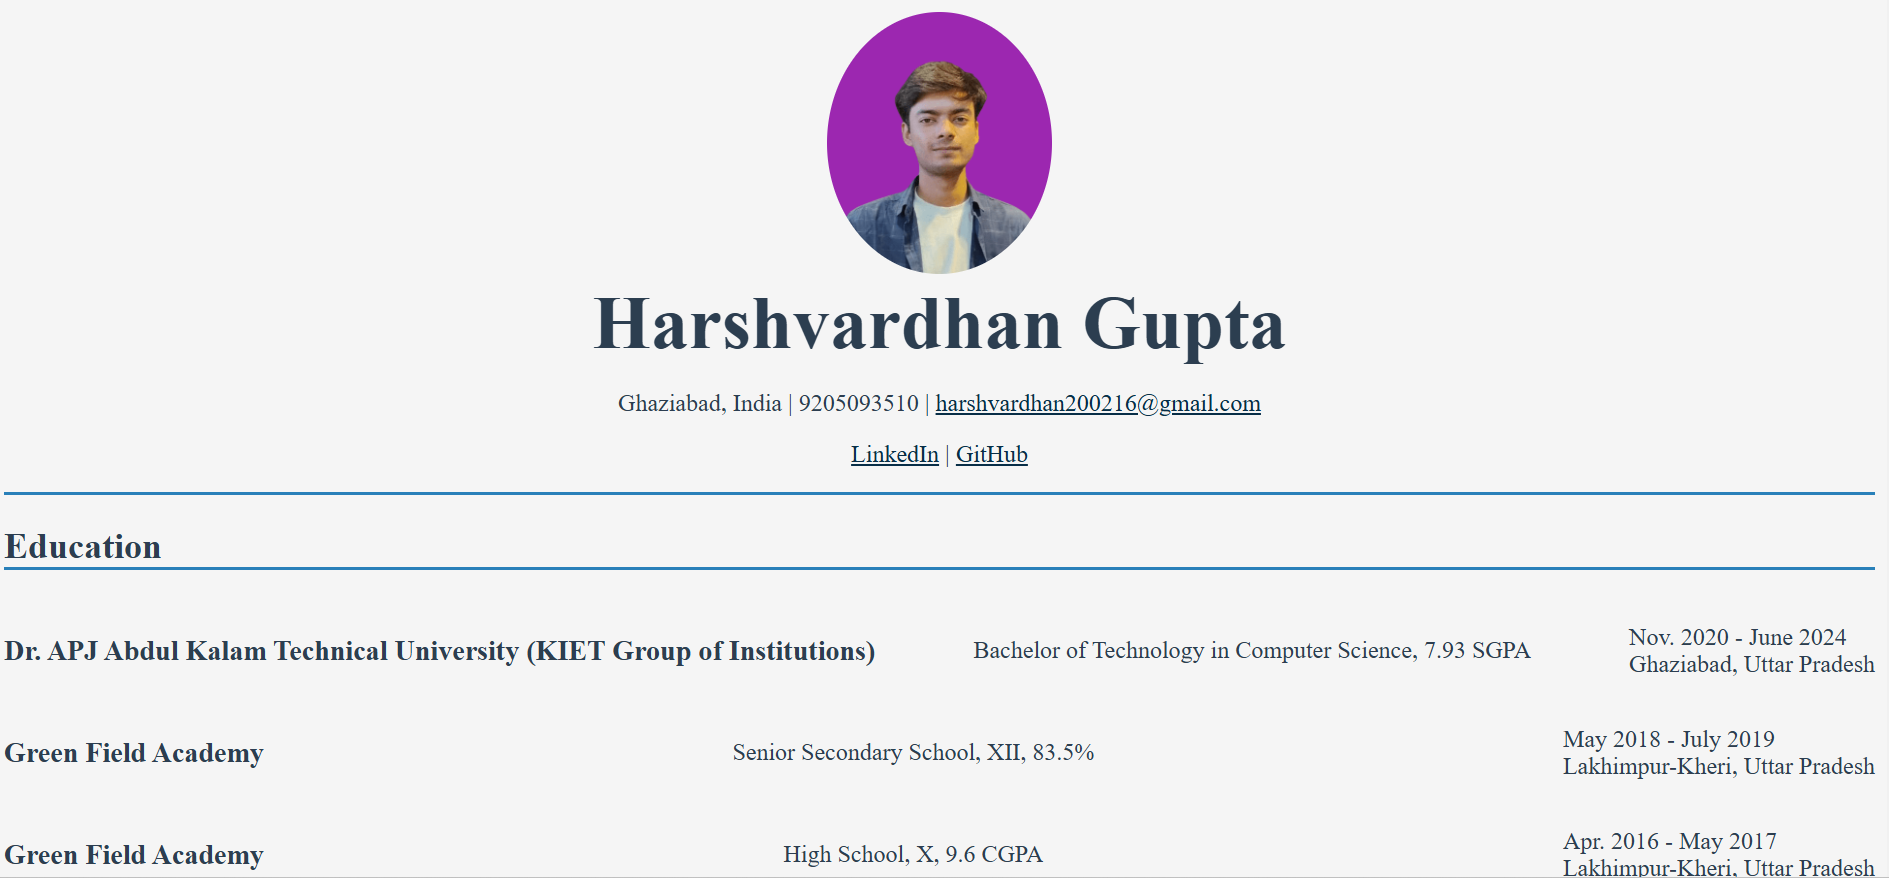 Harshvardhan Gupta
Ghaziabad, India | 9205093510 | harshvardhan200216@gmail.com
LinkedIn | GitHub
Education
Dr. APJ Abdul Kalam Technical University (KIET Group of Institutions) Bachelor of Technology in Computer Science, 7.93 SGPA Nov. 2020 - June 2024
Ghaziabad, Uttar Pradesh
Green Field Academy Senior Secondary School, XII, 83.5% May 2018 - July 2019
Lakhimpur-Kheri, Uttar Pradesh
Green Field Academy High School, X, 9.6 CGPA Apr. 2016 - May 2017
Lakhimpur-Kheri, Uttar Pradesh